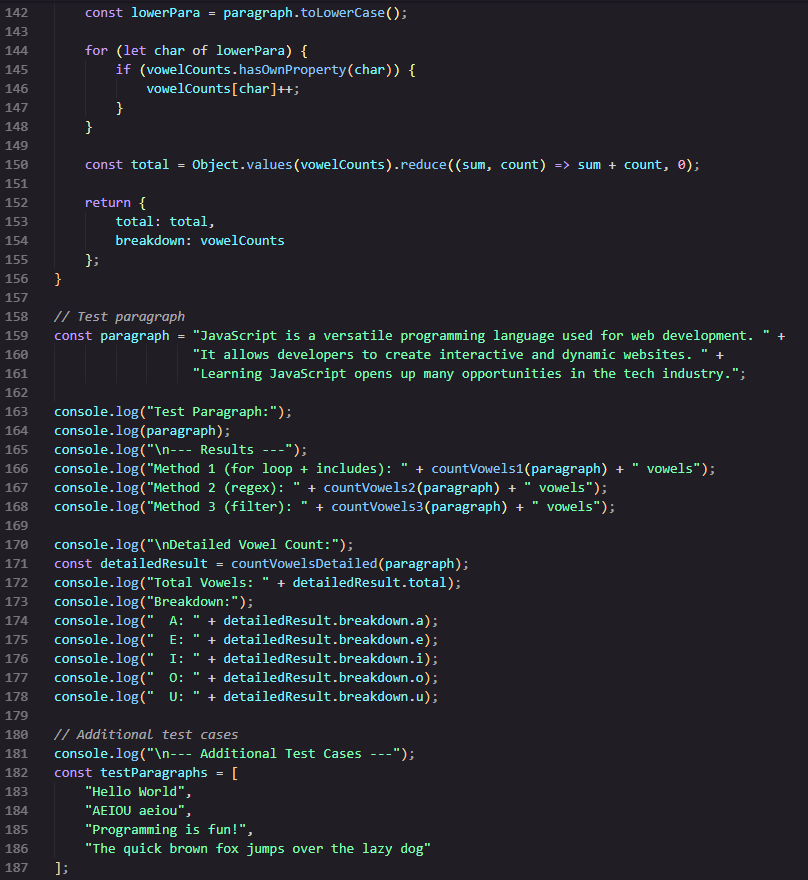 142     const lowerPara = paragraph.toLowerCase();
143
144     for (let char of lowerPara) {
145         if (vowelCounts.hasOwnProperty(char)) {
146             vowelCounts[char]++;
147         }
148     }
149
150     const total = Object.values(vowelCounts).reduce((sum, count) => sum + count, 0);
151
152     return {
153         total: total,
154         breakdown: vowelCounts
155     };
156 }
157
158 // Test paragraph
159 const paragraph = "JavaScript is a versatile programming language used for web development. " +
160                   "It allows developers to create interactive and dynamic websites. " +
161                   "Learning JavaScript opens up many opportunities in the tech industry.";
162
163 console.log("Test Paragraph:");
164 console.log(paragraph);
165 console.log("\n--- Results ---");
166 console.log("Method 1 (for loop + includes): " + countVowels1(paragraph) + " vowels");
167 console.log("Method 2 (regex): " + countVowels2(paragraph) + " vowels");
168 console.log("Method 3 (filter): " + countVowels3(paragraph) + " vowels");
169
170 console.log("\nDetailed Vowel Count:");
171 const detailedResult = countVowelsDetailed(paragraph);
172 console.log("Total Vowels: " + detailedResult.total);
173 console.log("Breakdown:");
174 console.log("  A: " + detailedResult.breakdown.a);
175 console.log("  E: " + detailedResult.breakdown.e);
176 console.log("  I: " + detailedResult.breakdown.i);
177 console.log("  O: " + detailedResult.breakdown.o);
178 console.log("  U: " + detailedResult.breakdown.u);
179
180 // Additional test cases
181 console.log("\n--- Additional Test Cases ---");
182 const testParagraphs = [
183     "Hello World",
184     "AEIOU aeiou",
185     "Programming is fun!",
186     "The quick brown fox jumps over the lazy dog"
187 ];